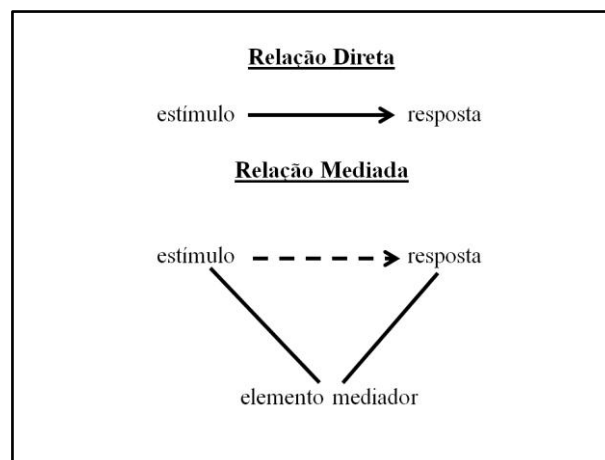 Relação Direta
estímulo resposta
Relação Mediada
estímulo resposta
elemento mediador